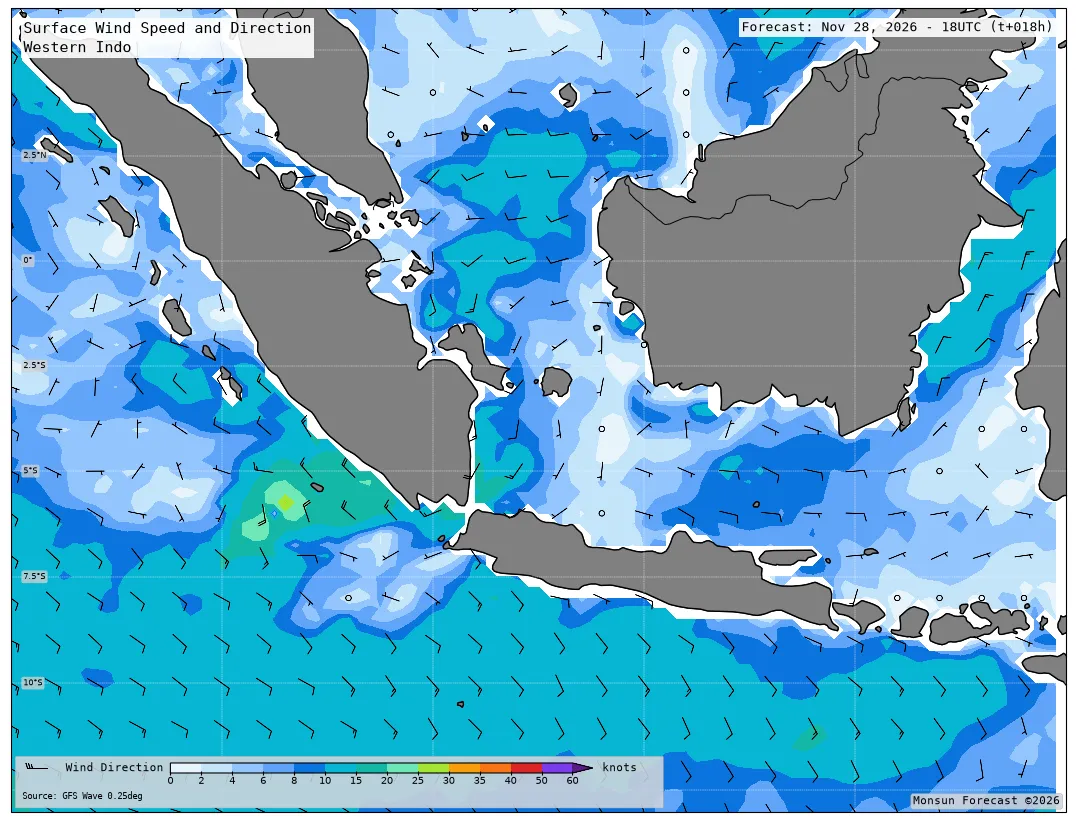 Surface Wind Speed and Direction
Western Indo
Forecast: Nov 28, 2026 - 18UTC (t+018h)
2.5°N
0°
2.5°S
5°S
7.5°S
10°S
Wind Direction
0 2 4 6 8 10 15 20 25 30 40 50 60
knots
Source: GFS Wave 0.25deg
Monsun Forecast ©2026